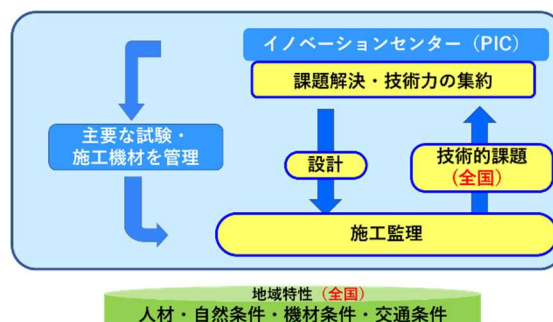 イノベーションセンター（PIC）
課題解決・技術力の集約
主要な試験・
施工機材を管理
設計
技術的課題
（全国）
施工監理
地域特性（全国）
人材・自然条件・機材条件・交通条件